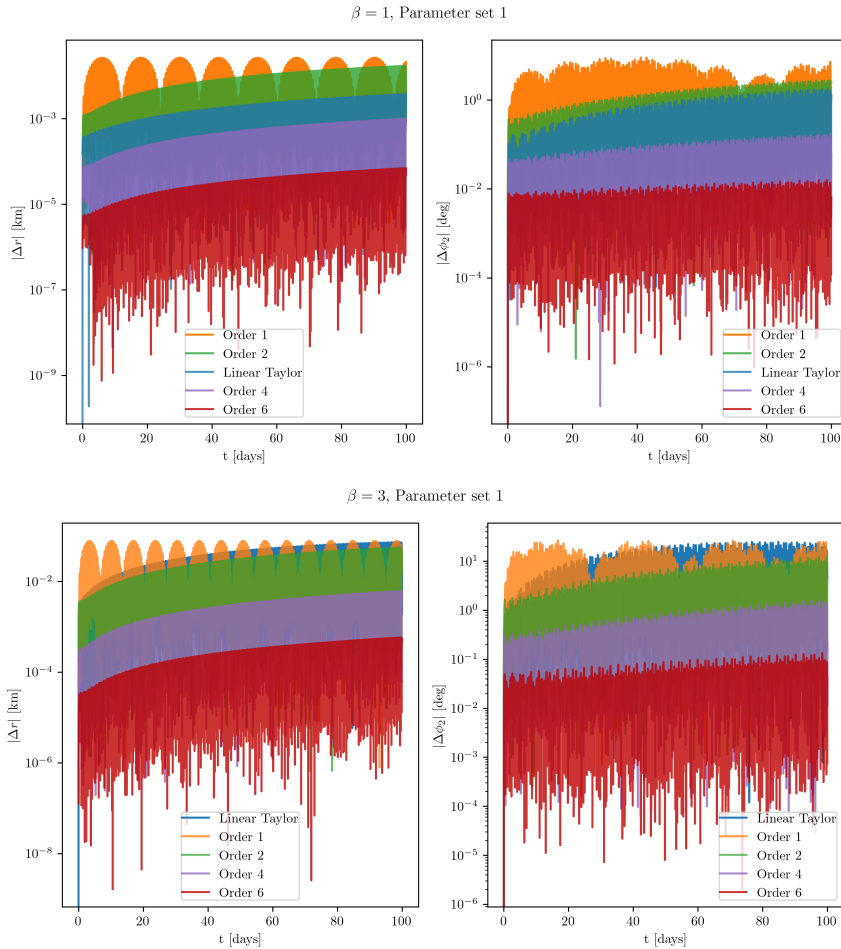 β = 1, Parameter set 1
|Δr| [km]
10⁻³
10⁻⁵
10⁻⁷
10⁻⁹
Order 1
Order 2
Linear Taylor
Order 4
Order 6
0 20 40 60 80 100
t [days]
|Δϕ₂| [deg]
10⁰
10⁻²
10⁻⁴
10⁻⁶
Order 1
Order 2
Linear Taylor
Order 4
Order 6
0 20 40 60 80 100
t [days]
β = 3, Parameter set 1
|Δr| [km]
10⁻²
10⁻⁴
10⁻⁶
10⁻⁸
Linear Taylor
Order 1
Order 2
Order 4
Order 6
0 20 40 60 80 100
t [days]
|Δϕ₂| [deg]
10¹
10⁰
10⁻¹
10⁻²
10⁻³
10⁻⁴
10⁻⁵
10⁻⁶
Linear Taylor
Order 1
Order 2
Order 4
Order 6
0 20 40 60 80 100
t [days]